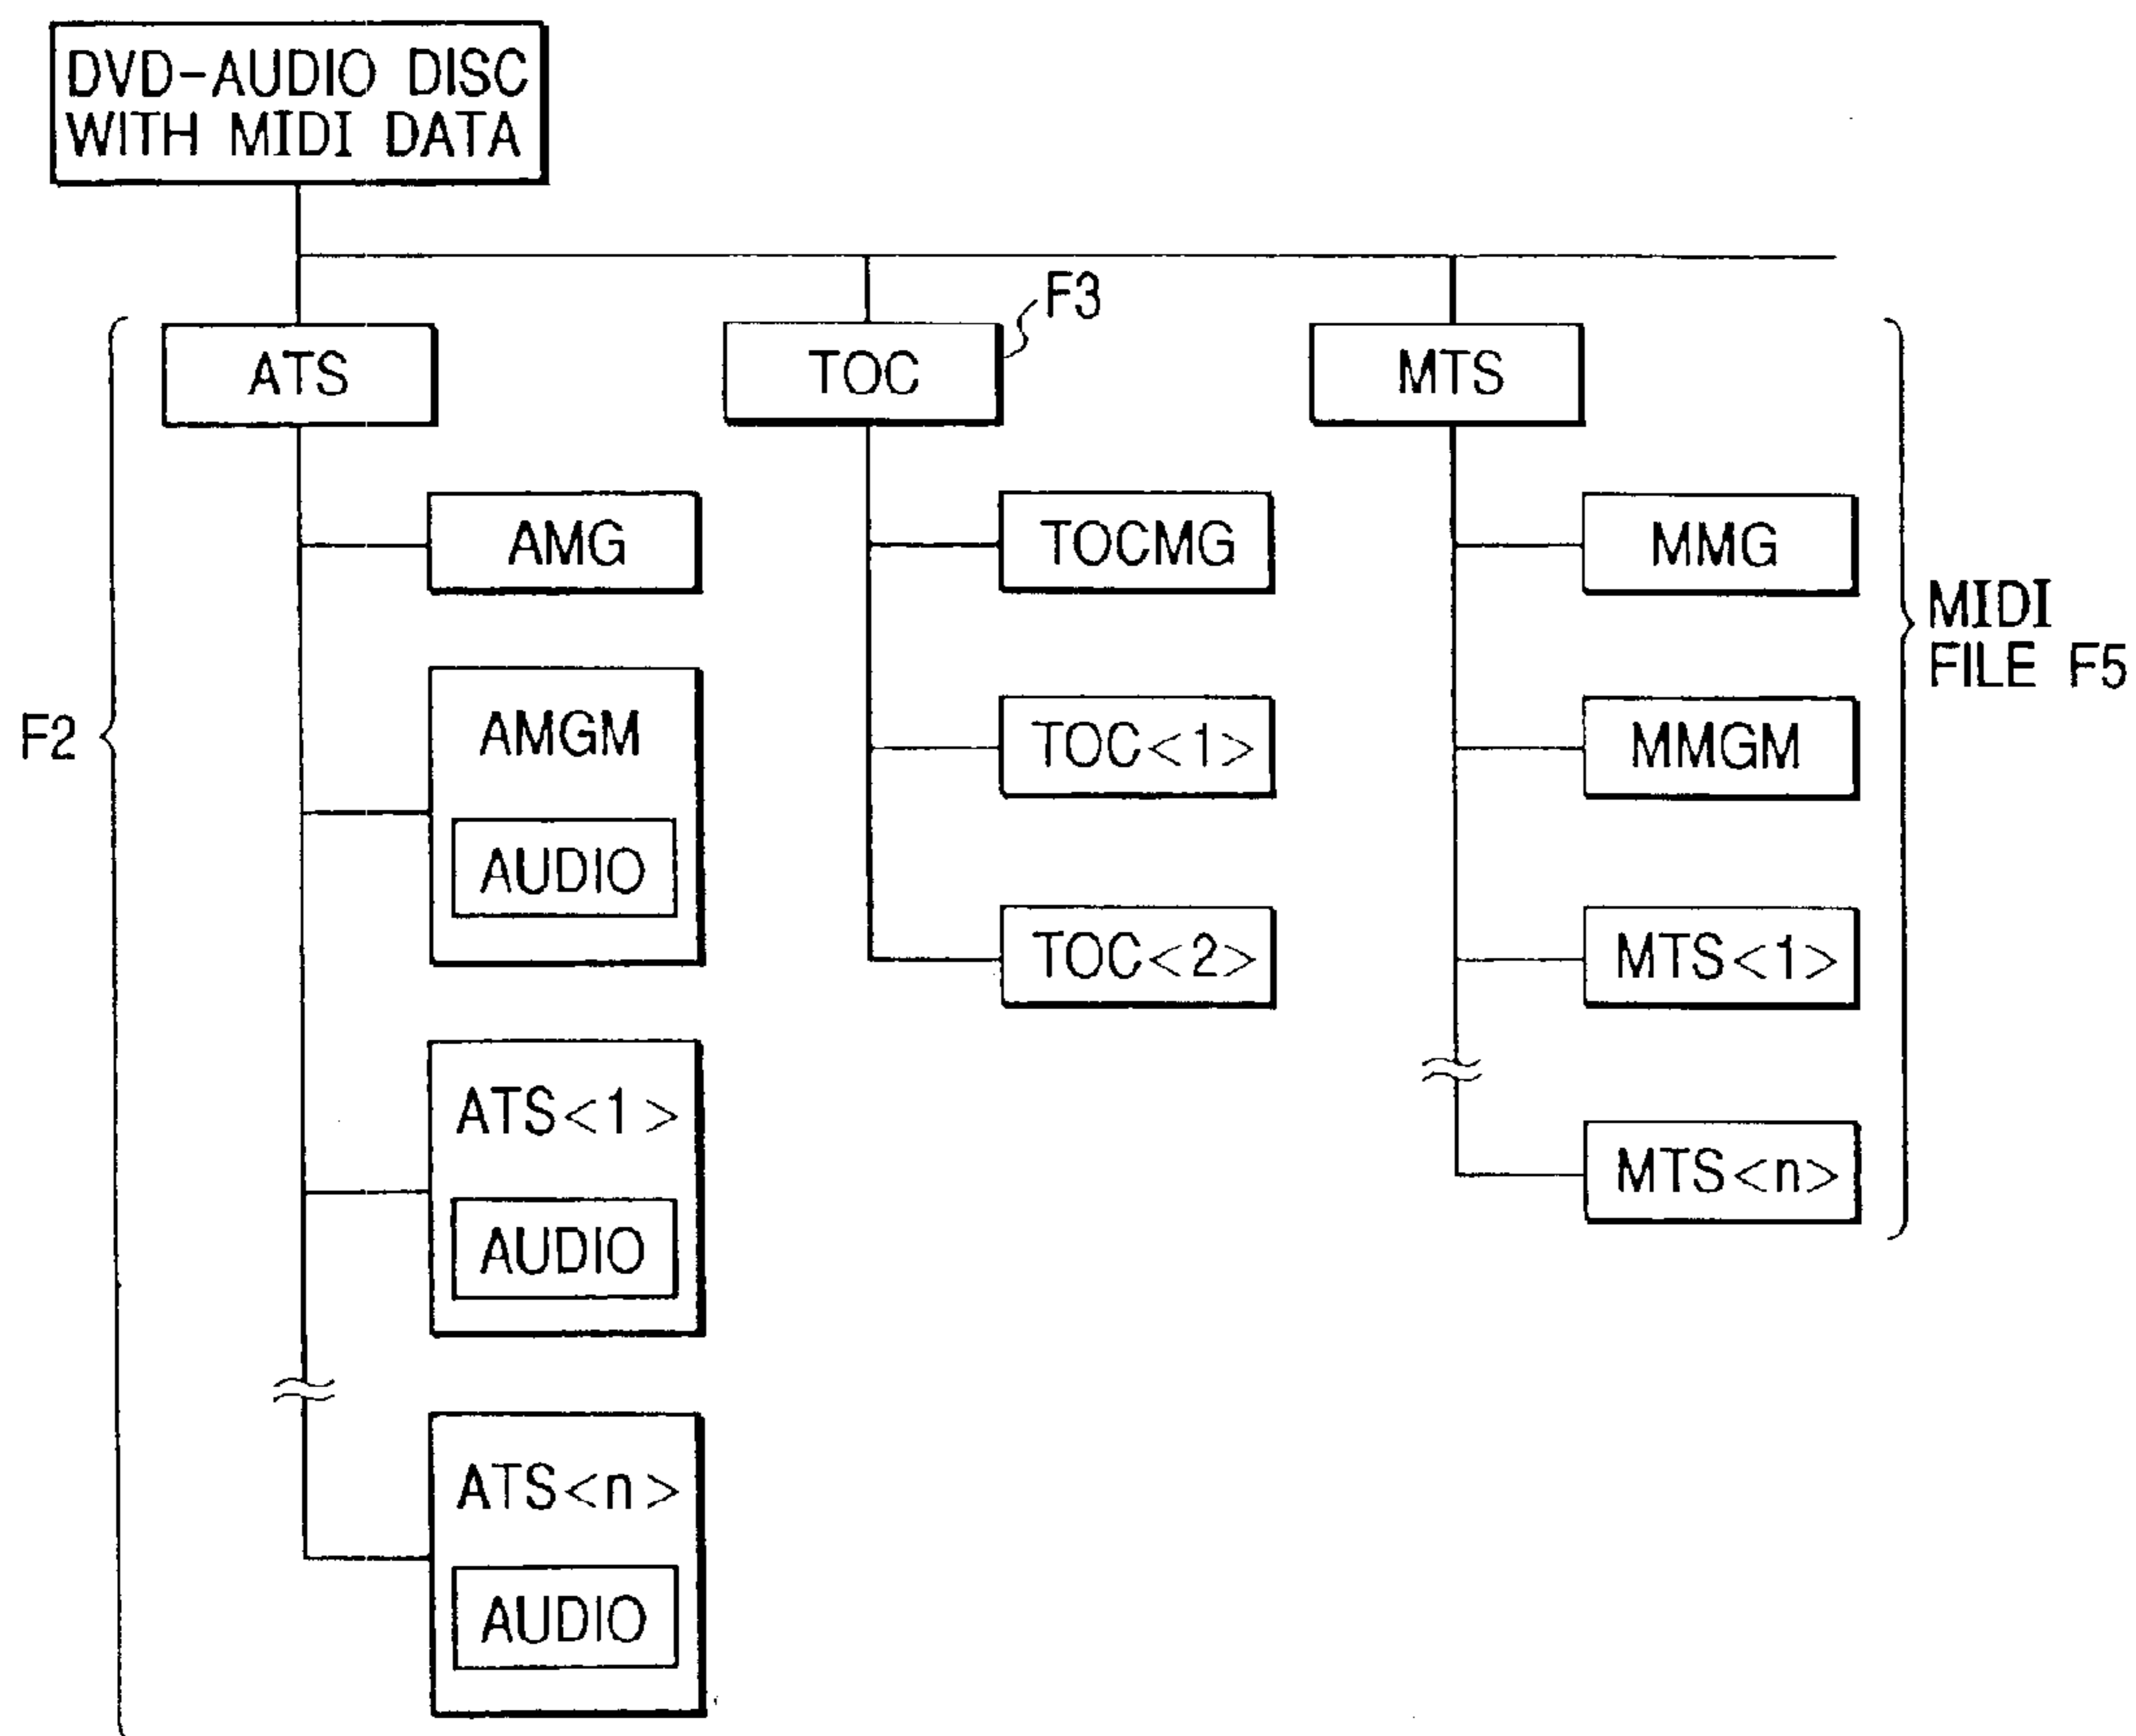 DVD-AUDIO DISC
WITH MIDI DATA
F3
ATS
TOC
MTS
AMG
TOCMG
MMG
MIDI
FILE F5
F2
AMGM
AUDIO
TOC<1>
MMGM
TOC<2>
MTS<1>
ATS<1>
AUDIO
MTS<n>
ATS<n>
AUDIO